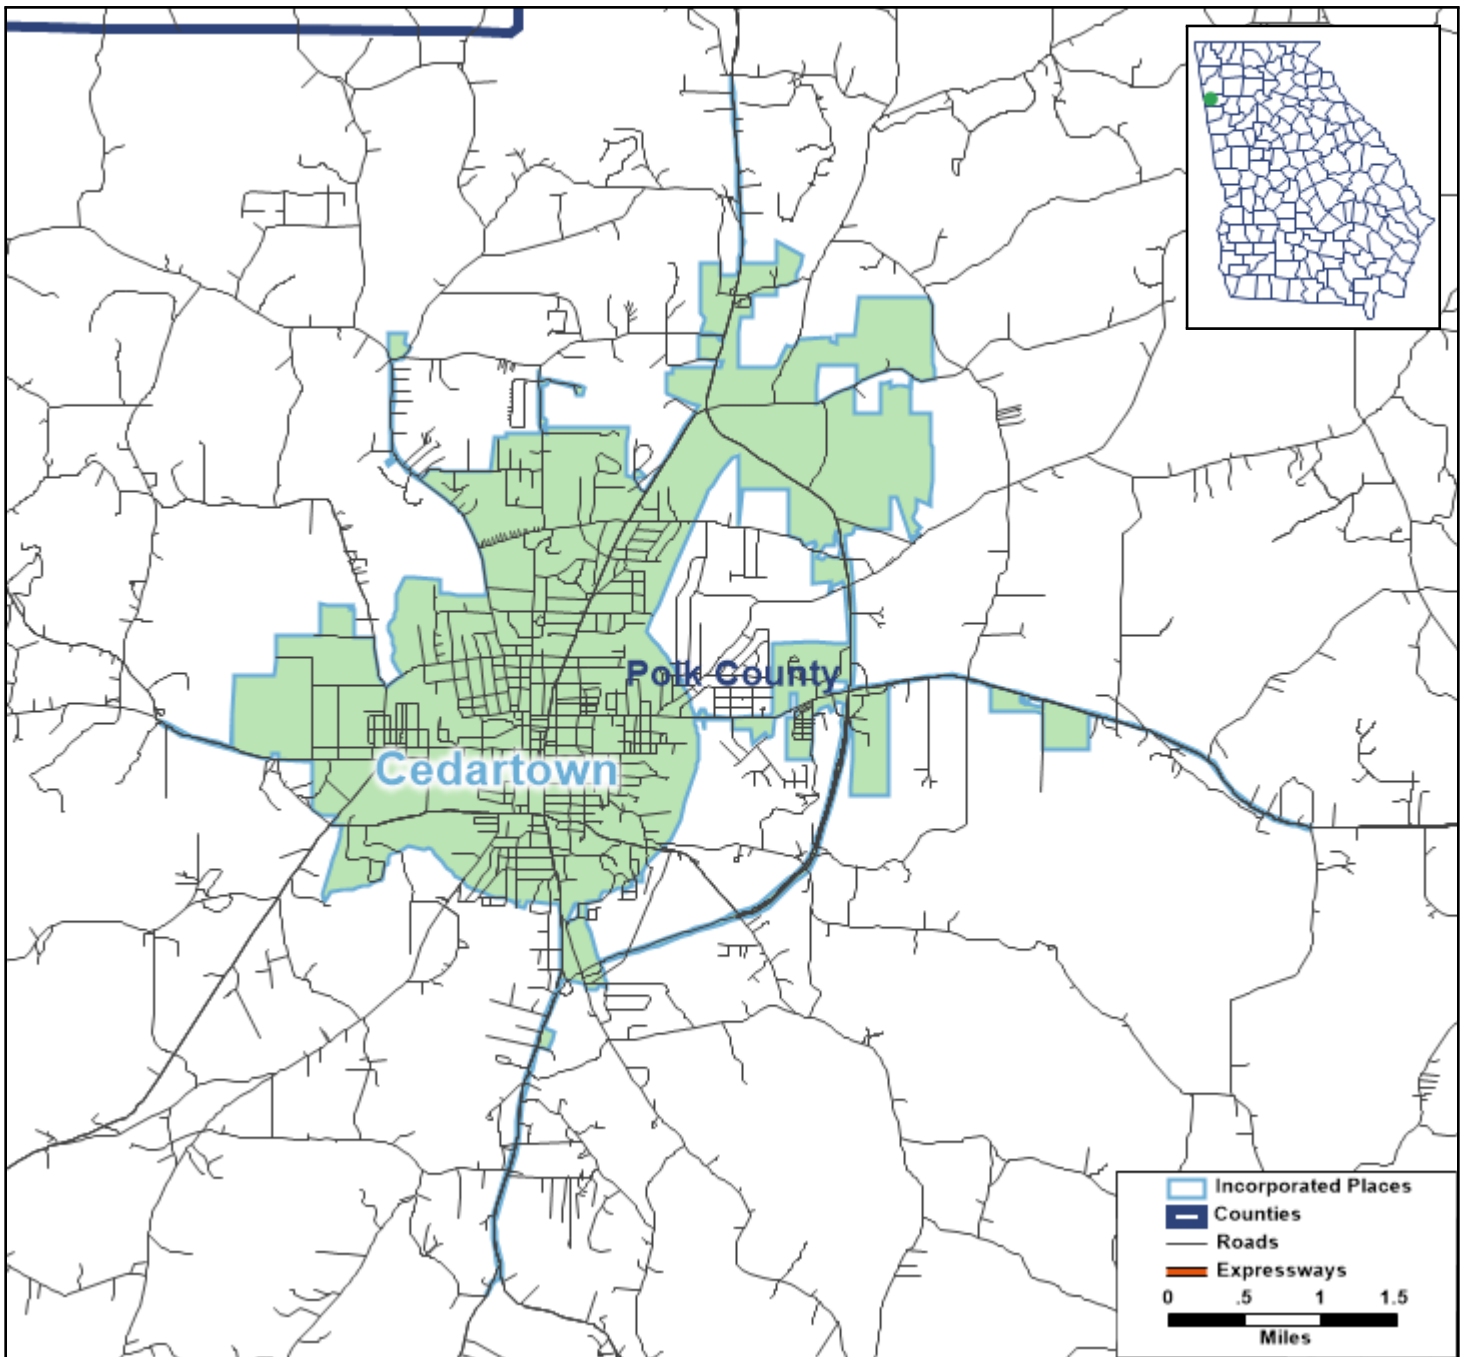 Polk County
Cedartown
Incorporated Places
Counties
Roads
Expressways
0 .5 1 1.5
Miles